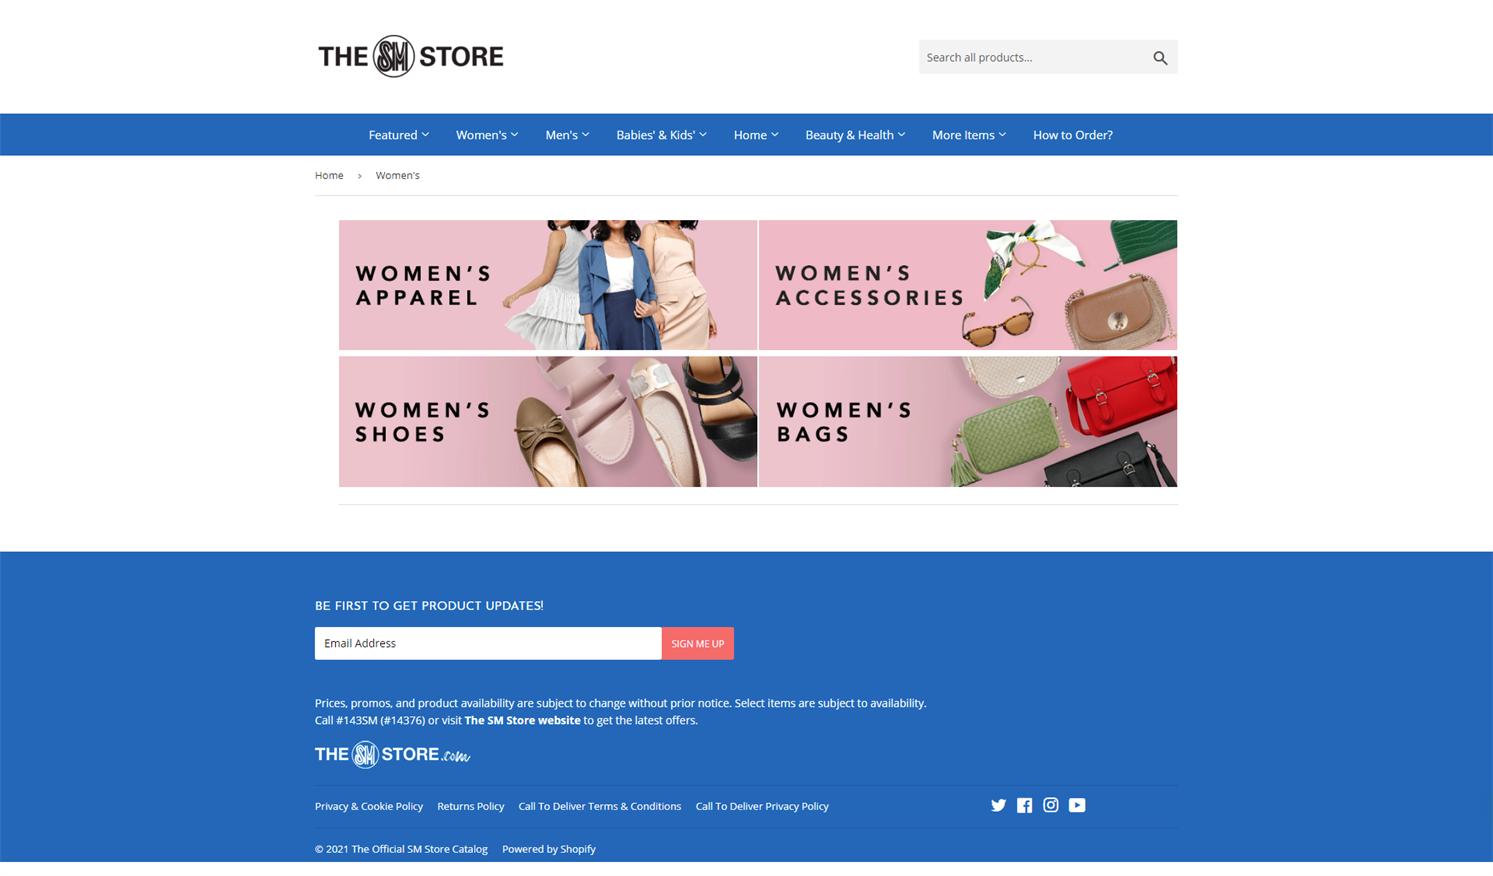 THE SM STORE
Search all products...
Featured Women's Men's Babies' & Kids' Home Beauty & Health More Items How to Order?
Home › Women's
WOMEN'S
APPAREL
WOMEN'S
ACCESSORIES
WOMEN'S
SHOES
WOMEN'S
BAGS
BE FIRST TO GET PRODUCT UPDATES!
Email Address SIGN ME UP
Prices, promos, and product availability are subject to change without prior notice. Select items are subject to availability.
Call #143SM (#14376) or visit The SM Store website to get the latest offers.
THE SM STORE.com
Privacy & Cookie Policy Returns Policy Call To Deliver Terms & Conditions Call To Deliver Privacy Policy
© 2021 The Official SM Store Catalog Powered by Shopify